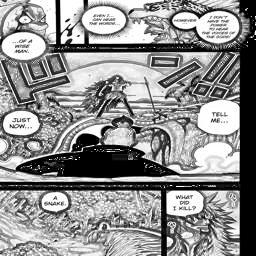 ...OF A
WISE
MAN.
EVEN I...
CAN HEAR
THE WORDS...
HOWEVER,
I DON'T
HAVE THE
POWER
TO HEAR
THE VOICES OF
THE GODS!
JUST
NOW...
TELL
ME...
A
SNAKE.
WHAT
DID
I KILL?